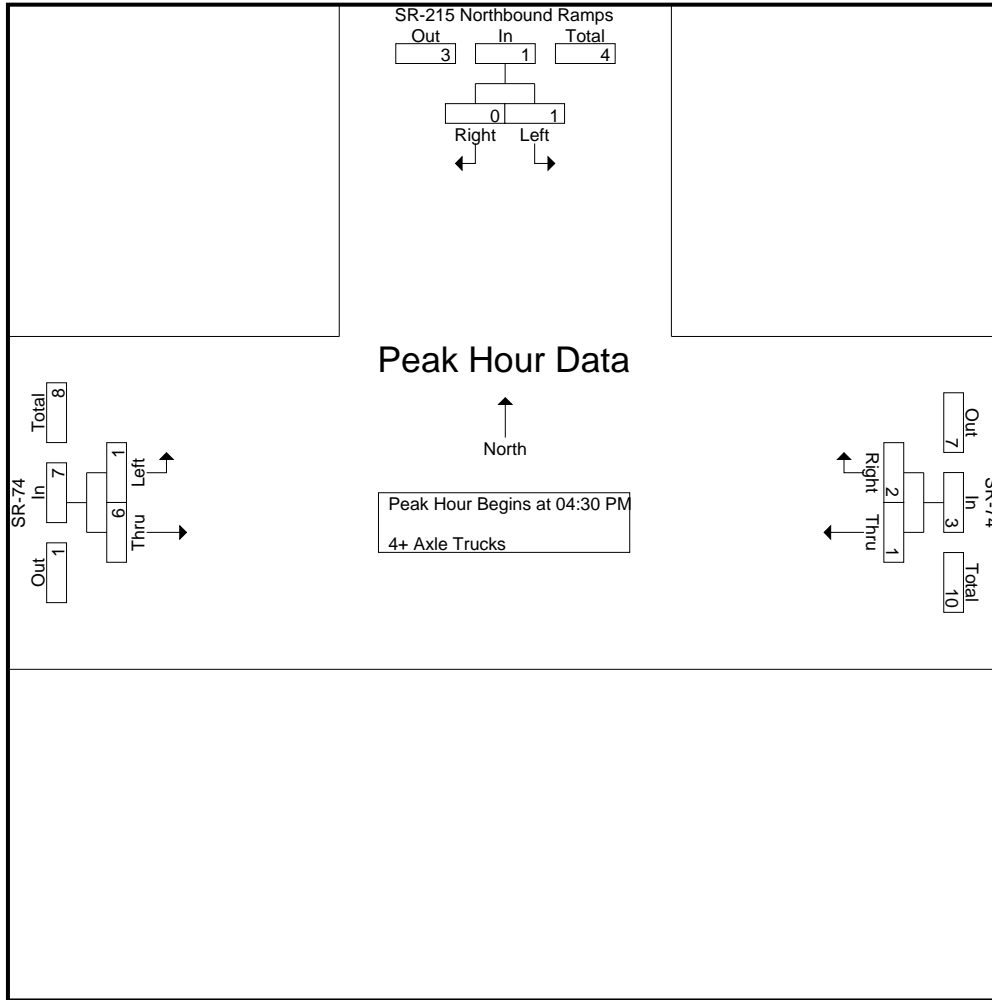 SR-215 Northbound Ramps
Out In Total
3 1 4
0 1
Right Left
Peak Hour Data
North
Peak Hour Begins at 04:30 PM
4+ Axle Trucks
SR-74
Out In Total
1 7 8
Left Thru
1 6
SR-74
Out In Total
7 3 10
Right Thru
2 1